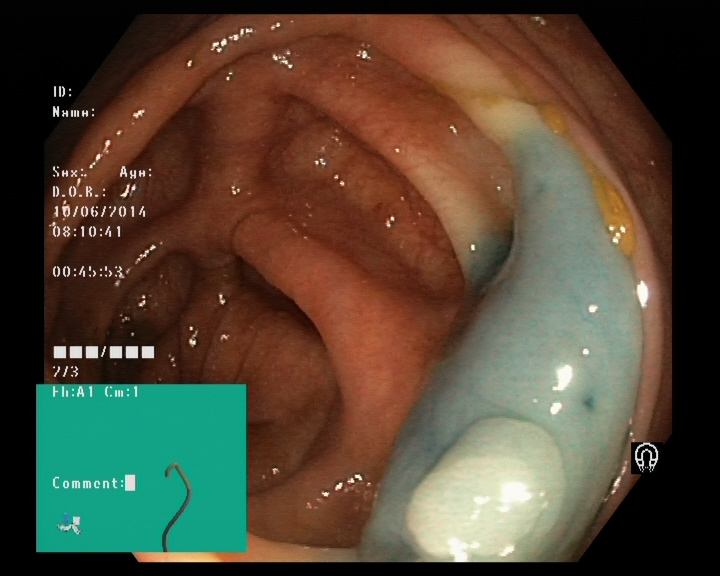 ID:
Name:
Sex: Age:
D.O.B.:
10/06/2014
08:10:41
00:45:53
■■■/■■■
2/3
Eh:A1 Cm:1
Comment: